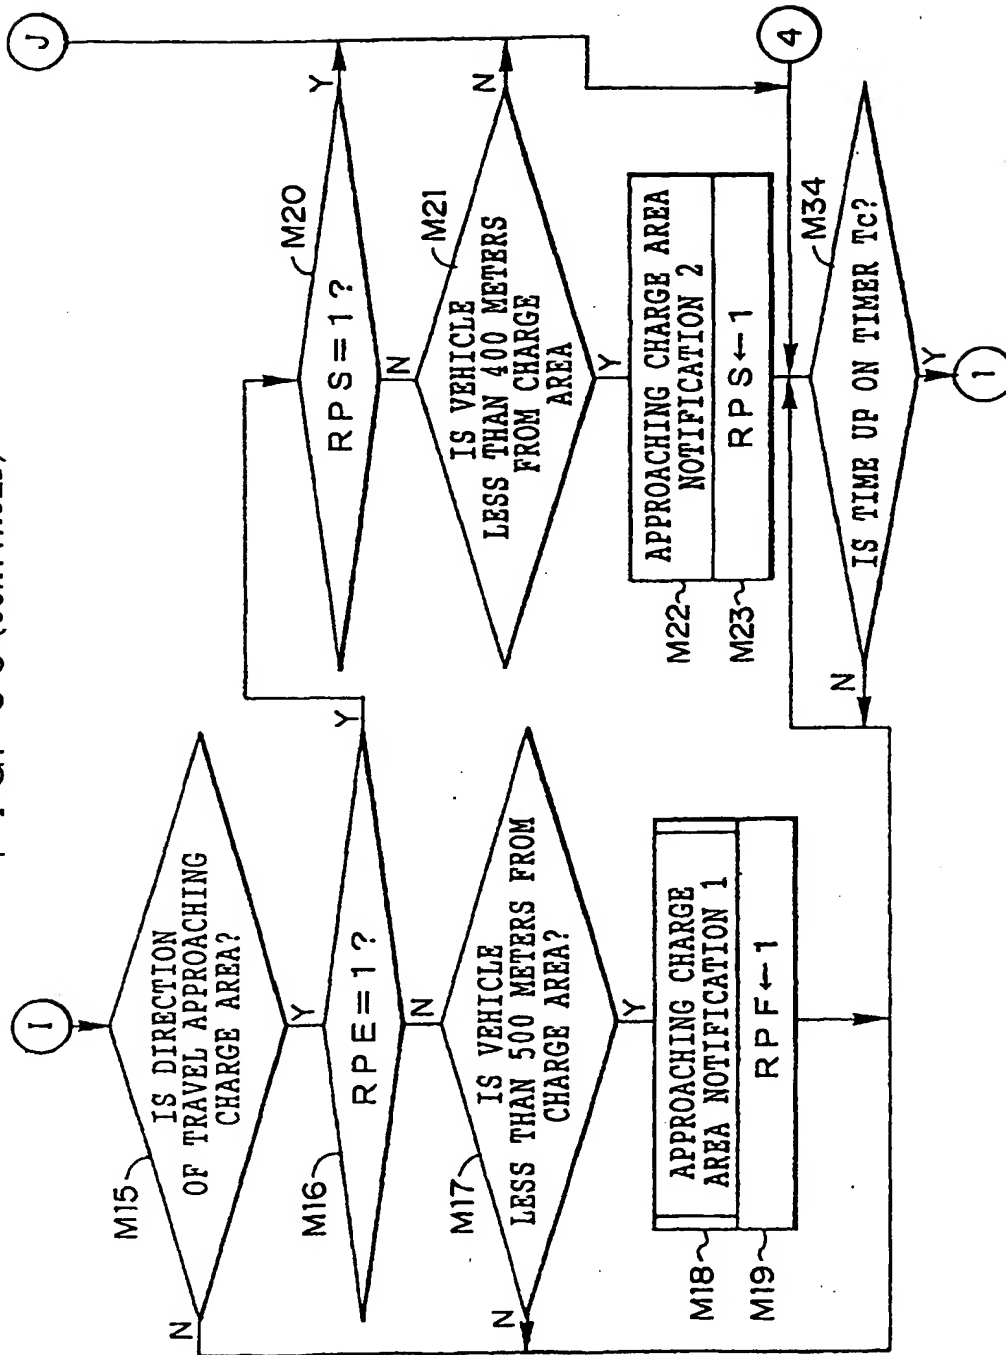 I
M15
IS DIRECTION
OF TRAVEL APPROACHING
CHARGE AREA?
N
Y
M16
RPE=1?
Y
N
M17
IS VEHICLE
LESS THAN 500 METERS FROM
CHARGE AREA?
N
Y
M18
APPROACHING CHARGE
AREA NOTIFICATION 1
M19
RPF←1
J
M20
RPS=1?
Y
N
M21
IS VEHICLE
LESS THAN 400 METERS
FROM CHARGE
AREA
N
Y
M22
APPROACHING CHARGE AREA
NOTIFICATION 2
M23
RPS←1
4
M34
IS TIME UP ON TIMER Tc?
N
Y
1